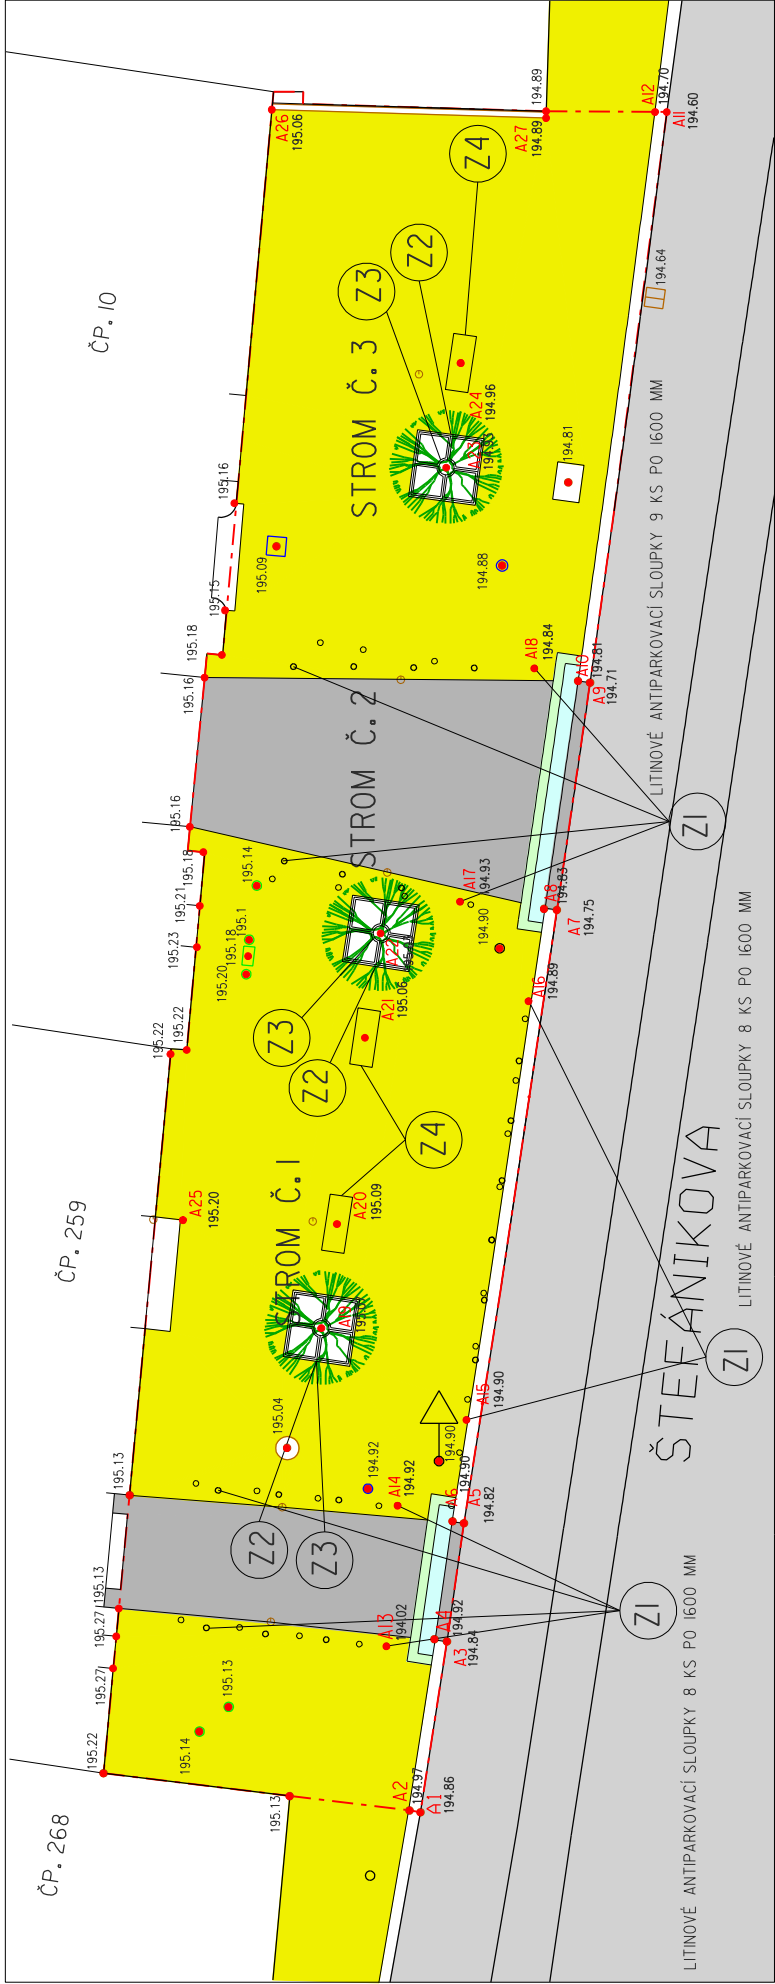 ČP. 268
ČP. 259
ČP. 10
195.22
195.27
195.27
195.13
195.13
195.22
195.22
195.23
195.21
195.18
195.16
195.16
195.18
195.15
195.16
A26
195.06
A27
194.89
194.89
A12
194.70
A11
194.60
195.14
195.13
195.13
A2
194.97
A1
194.86
A13
194.02
A4
194.92
A3
194.84
Z2
Z3
195.04
194.92
A14
194.92
A6
194.90
A5
194.82
194.90
A15
194.90
STROM Č. 1
A19
A25
195.20
A20
195.09
Z4
Z2
Z3
A21
195.06
A22
195.20
195.18
195.1
195.14
STROM Č. 2
194.90
A17
194.93
A16
194.89
A8
194.83
A7
194.75
A10
194.81
A9
194.71
A18
194.84
195.09
194.88
STROM Č. 3
Z3
Z2
Z4
A23
194.93
A24
194.96
194.81
194.64
Z1
Z1
Z1
ŠTEFÁNIKOVA
LITINOVÉ ANTIPARKOVACÍ SLOUPKY 8 KS PO 1600 MM
LITINOVÉ ANTIPARKOVACÍ SLOUPKY 8 KS PO 1600 MM
LITINOVÉ ANTIPARKOVACÍ SLOUPKY 9 KS PO 1600 MM